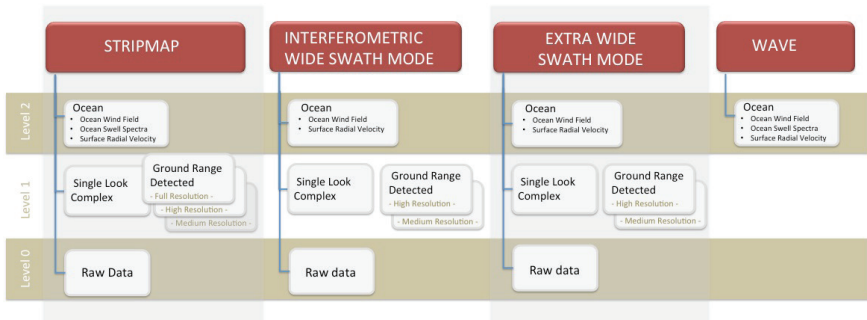 STRIPMAP
INTERFEROMETRIC
WIDE SWATH MODE
EXTRA WIDE
SWATH MODE
WAVE
Level 2
Ocean
• Ocean Wind Field
• Ocean Swell Spectra
• Surface Radial Velocity
Ocean
• Ocean Wind Field
• Surface Radial Velocity
Ocean
• Ocean Wind Field
• Surface Radial Velocity
Ocean
• Ocean Wind Field
• Ocean Swell Spectra
• Surface Radial Velocity
Level 1
Single Look
Complex
Ground Range
Detected
- Full Resolution -
- High Resolution -
- Medium Resolution -
Single Look
Complex
Ground Range
Detected
- High Resolution -
- Medium Resolution -
Single Look
Complex
Ground Range
Detected
- High Resolution -
- Medium Resolution -
Level 0
Raw Data
Raw data
Raw data